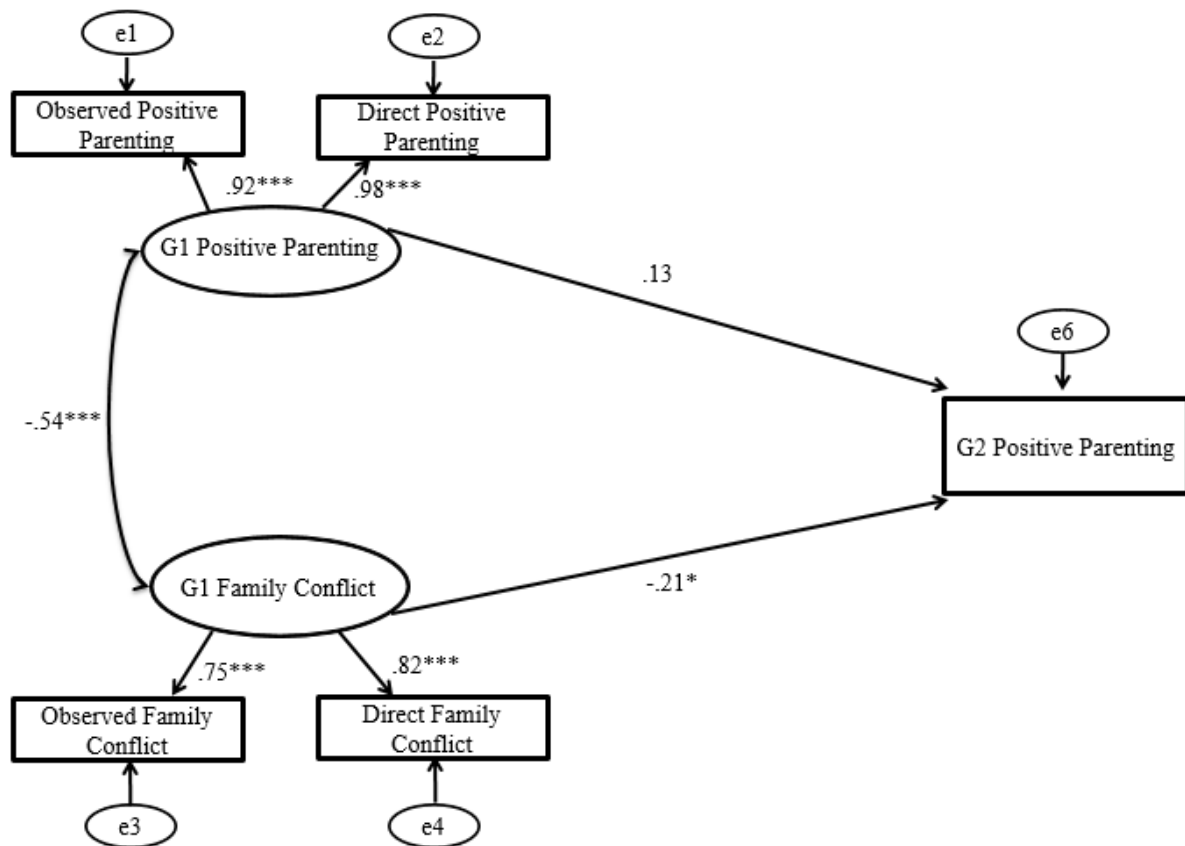 e1
e2
Observed Positive
Parenting
Direct Positive
Parenting
.92***
.98***
G1 Positive Parenting
.13
e6
-.54***
G2 Positive Parenting
G1 Family Conflict
-.21*
.75***
.82***
Observed Family
Conflict
Direct Family
Conflict
e3
e4